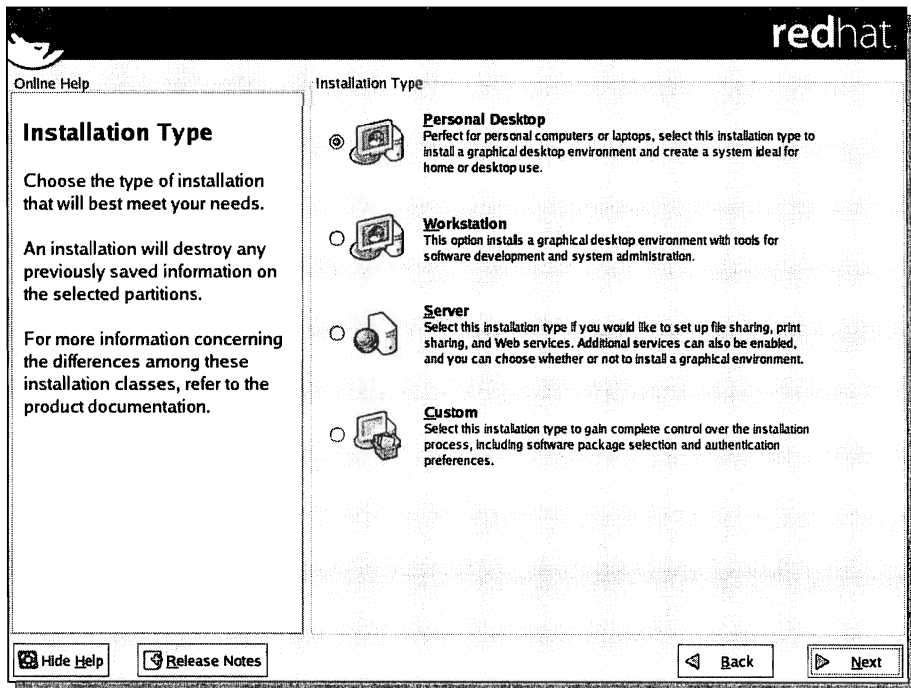 redhat.
Online Help
Installation Type
Choose the type of installation
that will best meet your needs.
An installation will destroy any
previously saved information on
the selected partitions.
For more information concerning
the differences among these
installation classes, refer to the
product documentation.
Installation Type
Personal Desktop
Perfect for personal computers or laptops, select this installation type to
install a graphical desktop environment and create a system ideal for
home or desktop use.
Workstation
This option installs a graphical desktop environment with tools for
software development and system administration.
Server
Select this installation type if you would like to set up file sharing, print
sharing, and Web services. Additional services can also be enabled,
and you can choose whether or not to install a graphical environment.
Custom
Select this installation type to gain complete control over the installation
process, including software package selection and authentication
preferences.
Hide Help
Release Notes
Back
Next